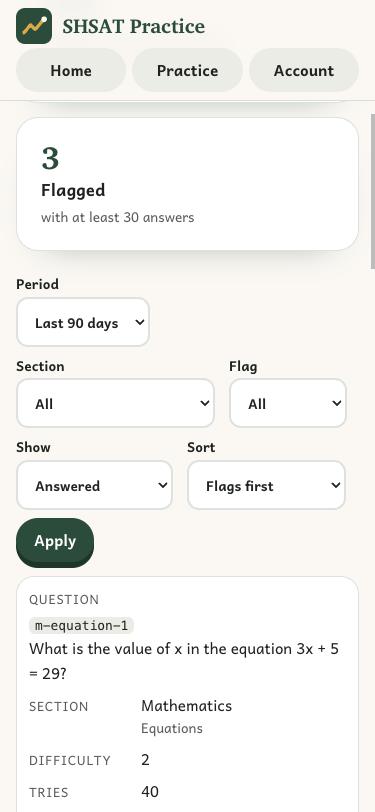 SHSAT Practice
Home Practice Account
3
Flagged
with at least 30 answers
Period
Last 90 days
Section Flag
All All
Show Sort
Answered Flags first
Apply
QUESTION
m-equation-1
What is the value of x in the equation 3x + 5
= 29?
SECTION Mathematics
Equations
DIFFICULTY 2
TRIES 40